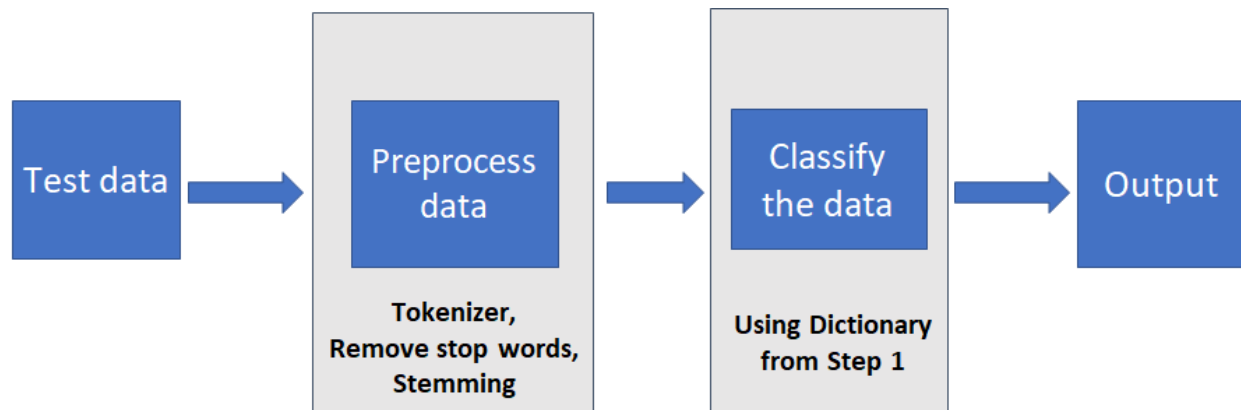 Test data
Preprocess
data
Tokenizer,
Remove stop words,
Stemming
Classify
the data
Using Dictionary
from Step 1
Output